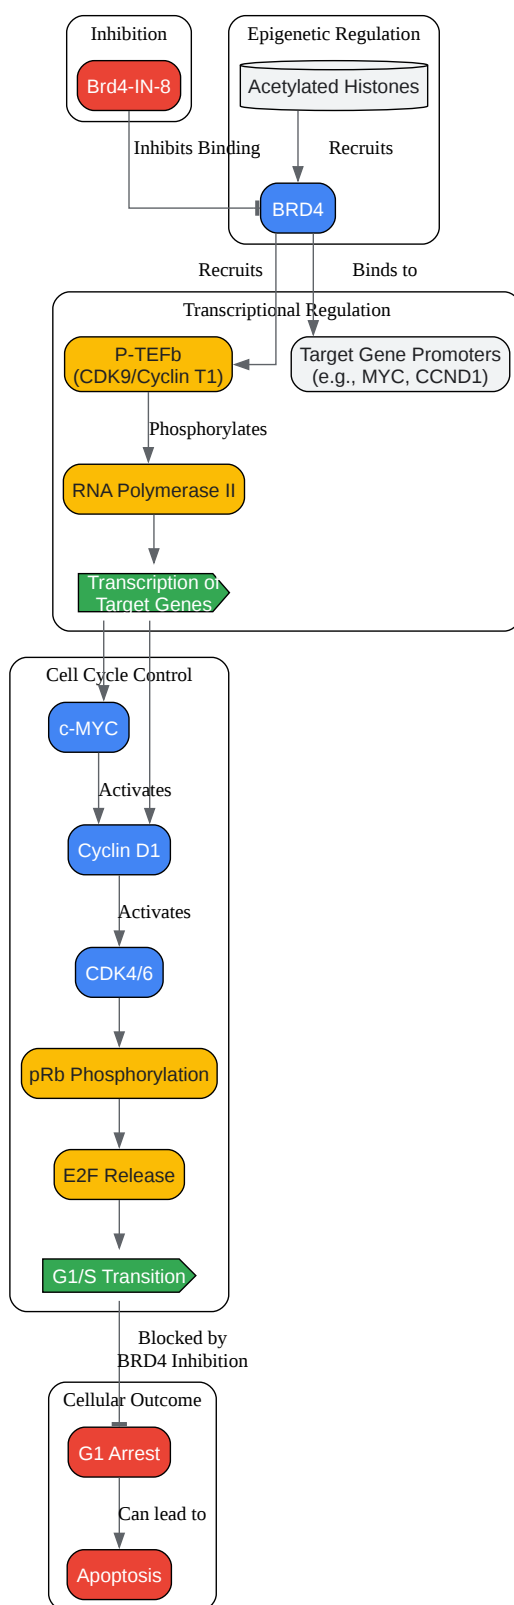 Inhibition
Epigenetic Regulation
Brd4-IN-8
Acetylated Histones
Inhibits Binding
Recruits
BRD4
Recruits
Binds to
Transcriptional Regulation
P-TEFb
(CDK9/Cyclin T1)
Target Gene Promoters
(e.g., MYC, CCND1)
Phosphorylates
RNA Polymerase II
Transcription of
Target Genes
Cell Cycle Control
c-MYC
Activates
Cyclin D1
Activates
CDK4/6
pRb Phosphorylation
E2F Release
G1/S Transition
Blocked by
BRD4 Inhibition
Cellular Outcome
G1 Arrest
Can lead to
Apoptosis